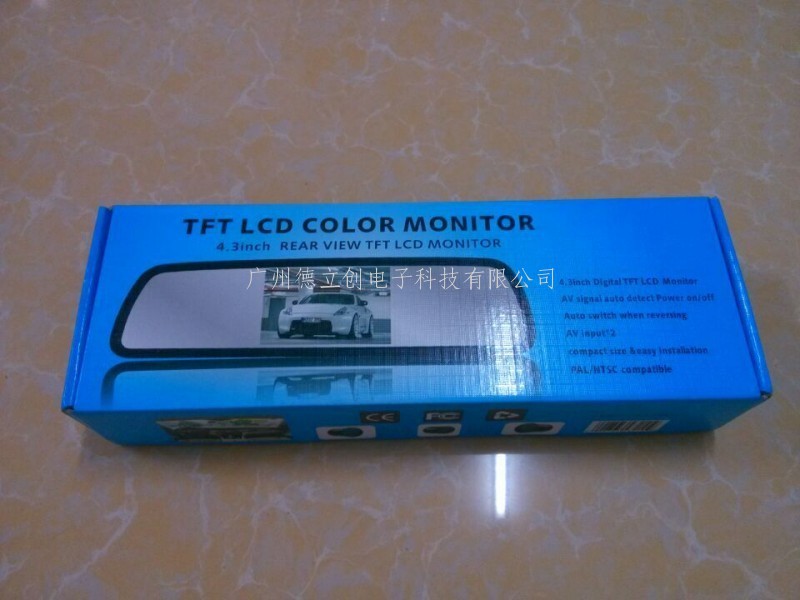 TFT LCD COLOR MONITOR
4.3inch REAR VIEW TFT LCD MONITOR
广州德立创电子科技有限公司
4.3inch Digital TFT LCD Monitor
AV signal auto detect Power on/off
Auto switch when reversing
AV input*2
compact size &easy installation
PAL/NTSC compatible
CE FC